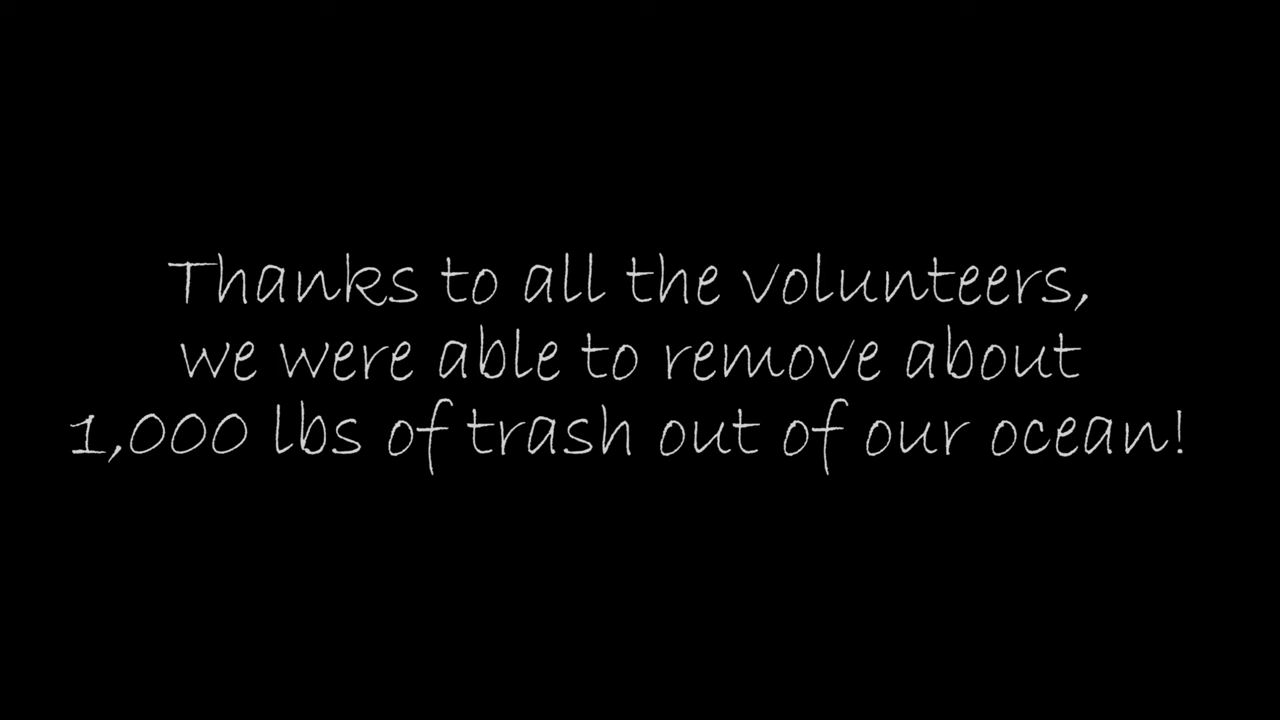 Thanks to all the volunteers,
we were able to remove about
1,000 lbs of trash out of our ocean!